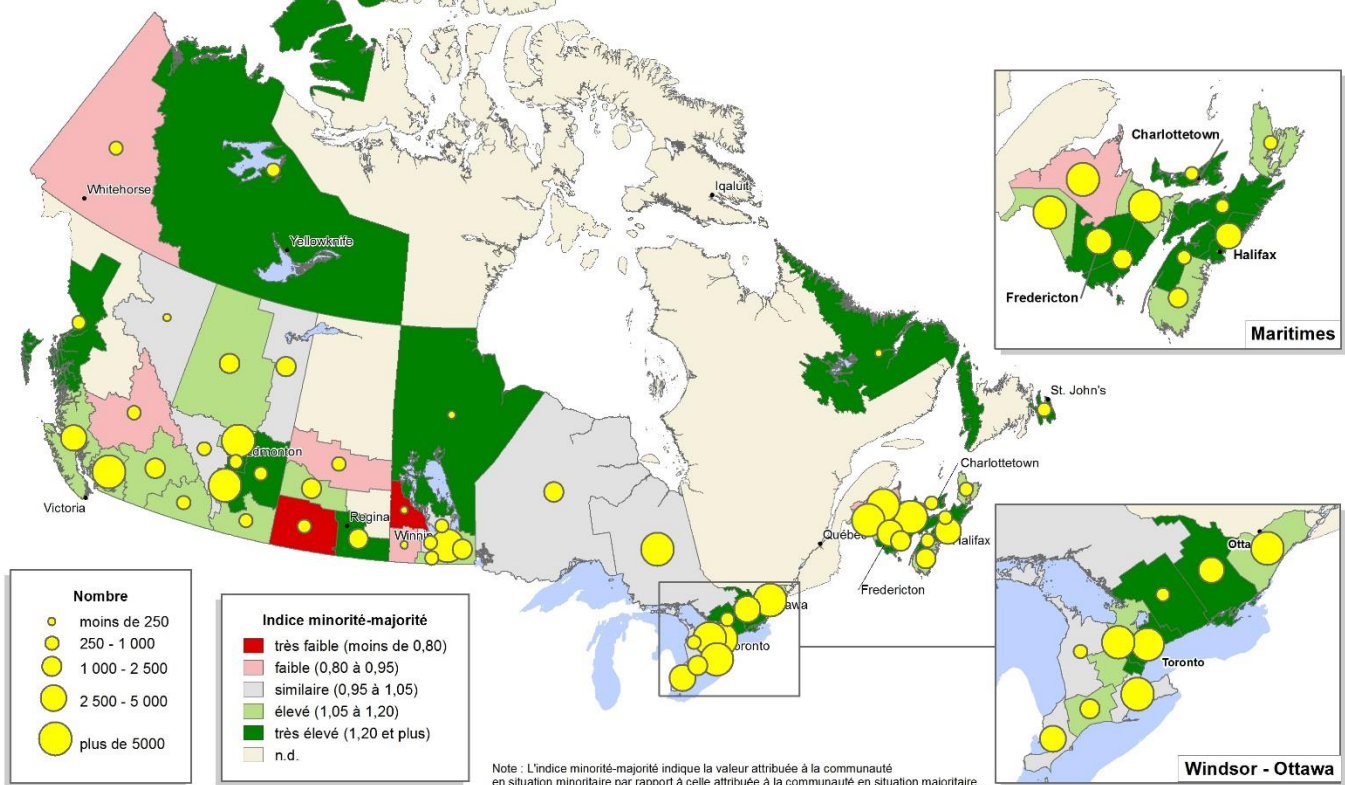 Whitehorse
Yellowknife
Iqaluit
Victoria
dmonton
Regina
Winnip
Québec
St. John's
Charlottetown
Halifax
Fredericton
awa
oronto
Charlottetown
Halifax
Fredericton
Maritimes
Otta
Toronto
Windsor - Ottawa
Nombre
moins de 250
250 - 1 000
1 000 - 2 500
2 500 - 5 000
plus de 5000
Indice minorité-majorité
très faible (moins de 0,80)
faible (0,80 à 0,95)
similaire (0,95 à 1,05)
élevé (1,05 à 1,20)
très élevé (1,20 et plus)
n.d.
Note : L'indice minorité-majorité indique la valeur attribuée à la communauté
en situation minoritaire par rapport à celle attribuée à la communauté en situation majoritaire